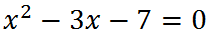 x² − 3x − 7 = 0